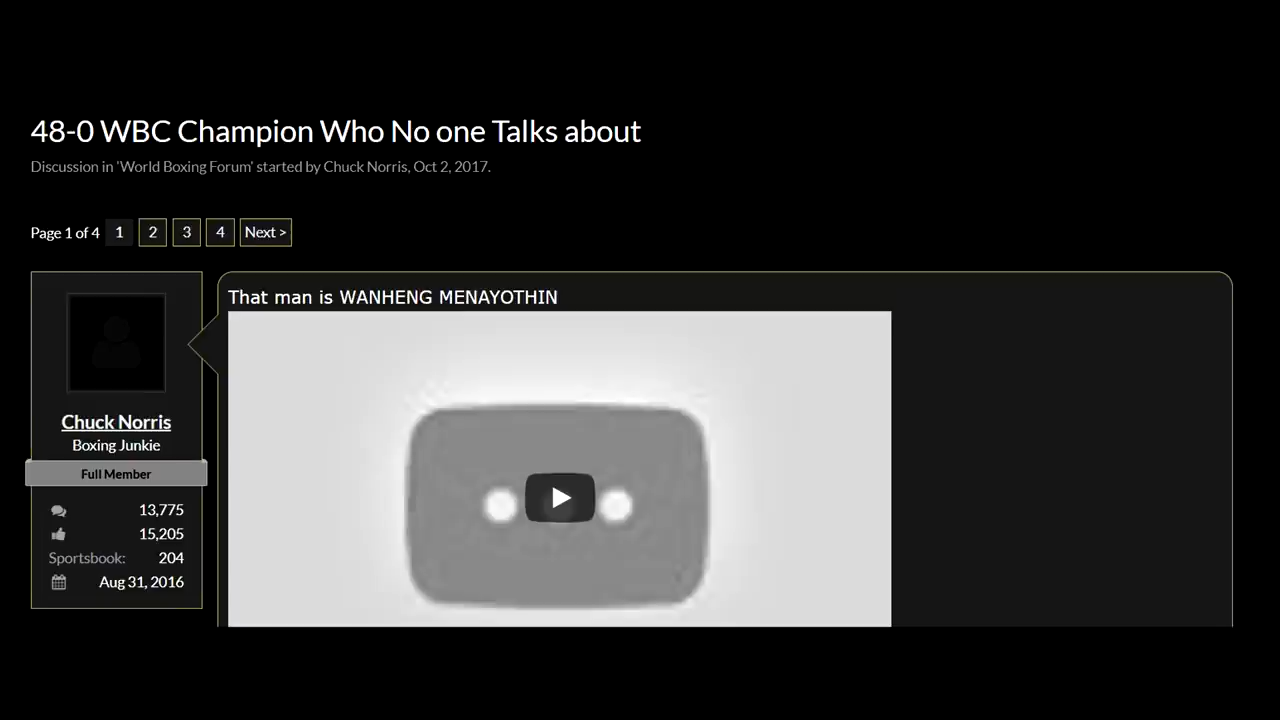 48-0 WBC Champion Who No one Talks about
Discussion in 'World Boxing Forum' started by Chuck Norris, Oct 2, 2017.
Page 1 of 4 1 2 3 4 Next >
That man is WANHENG MENAYOTHIN
Chuck Norris
Boxing Junkie
Full Member
13,775
15,205
Sportsbook: 204
Aug 31, 2016